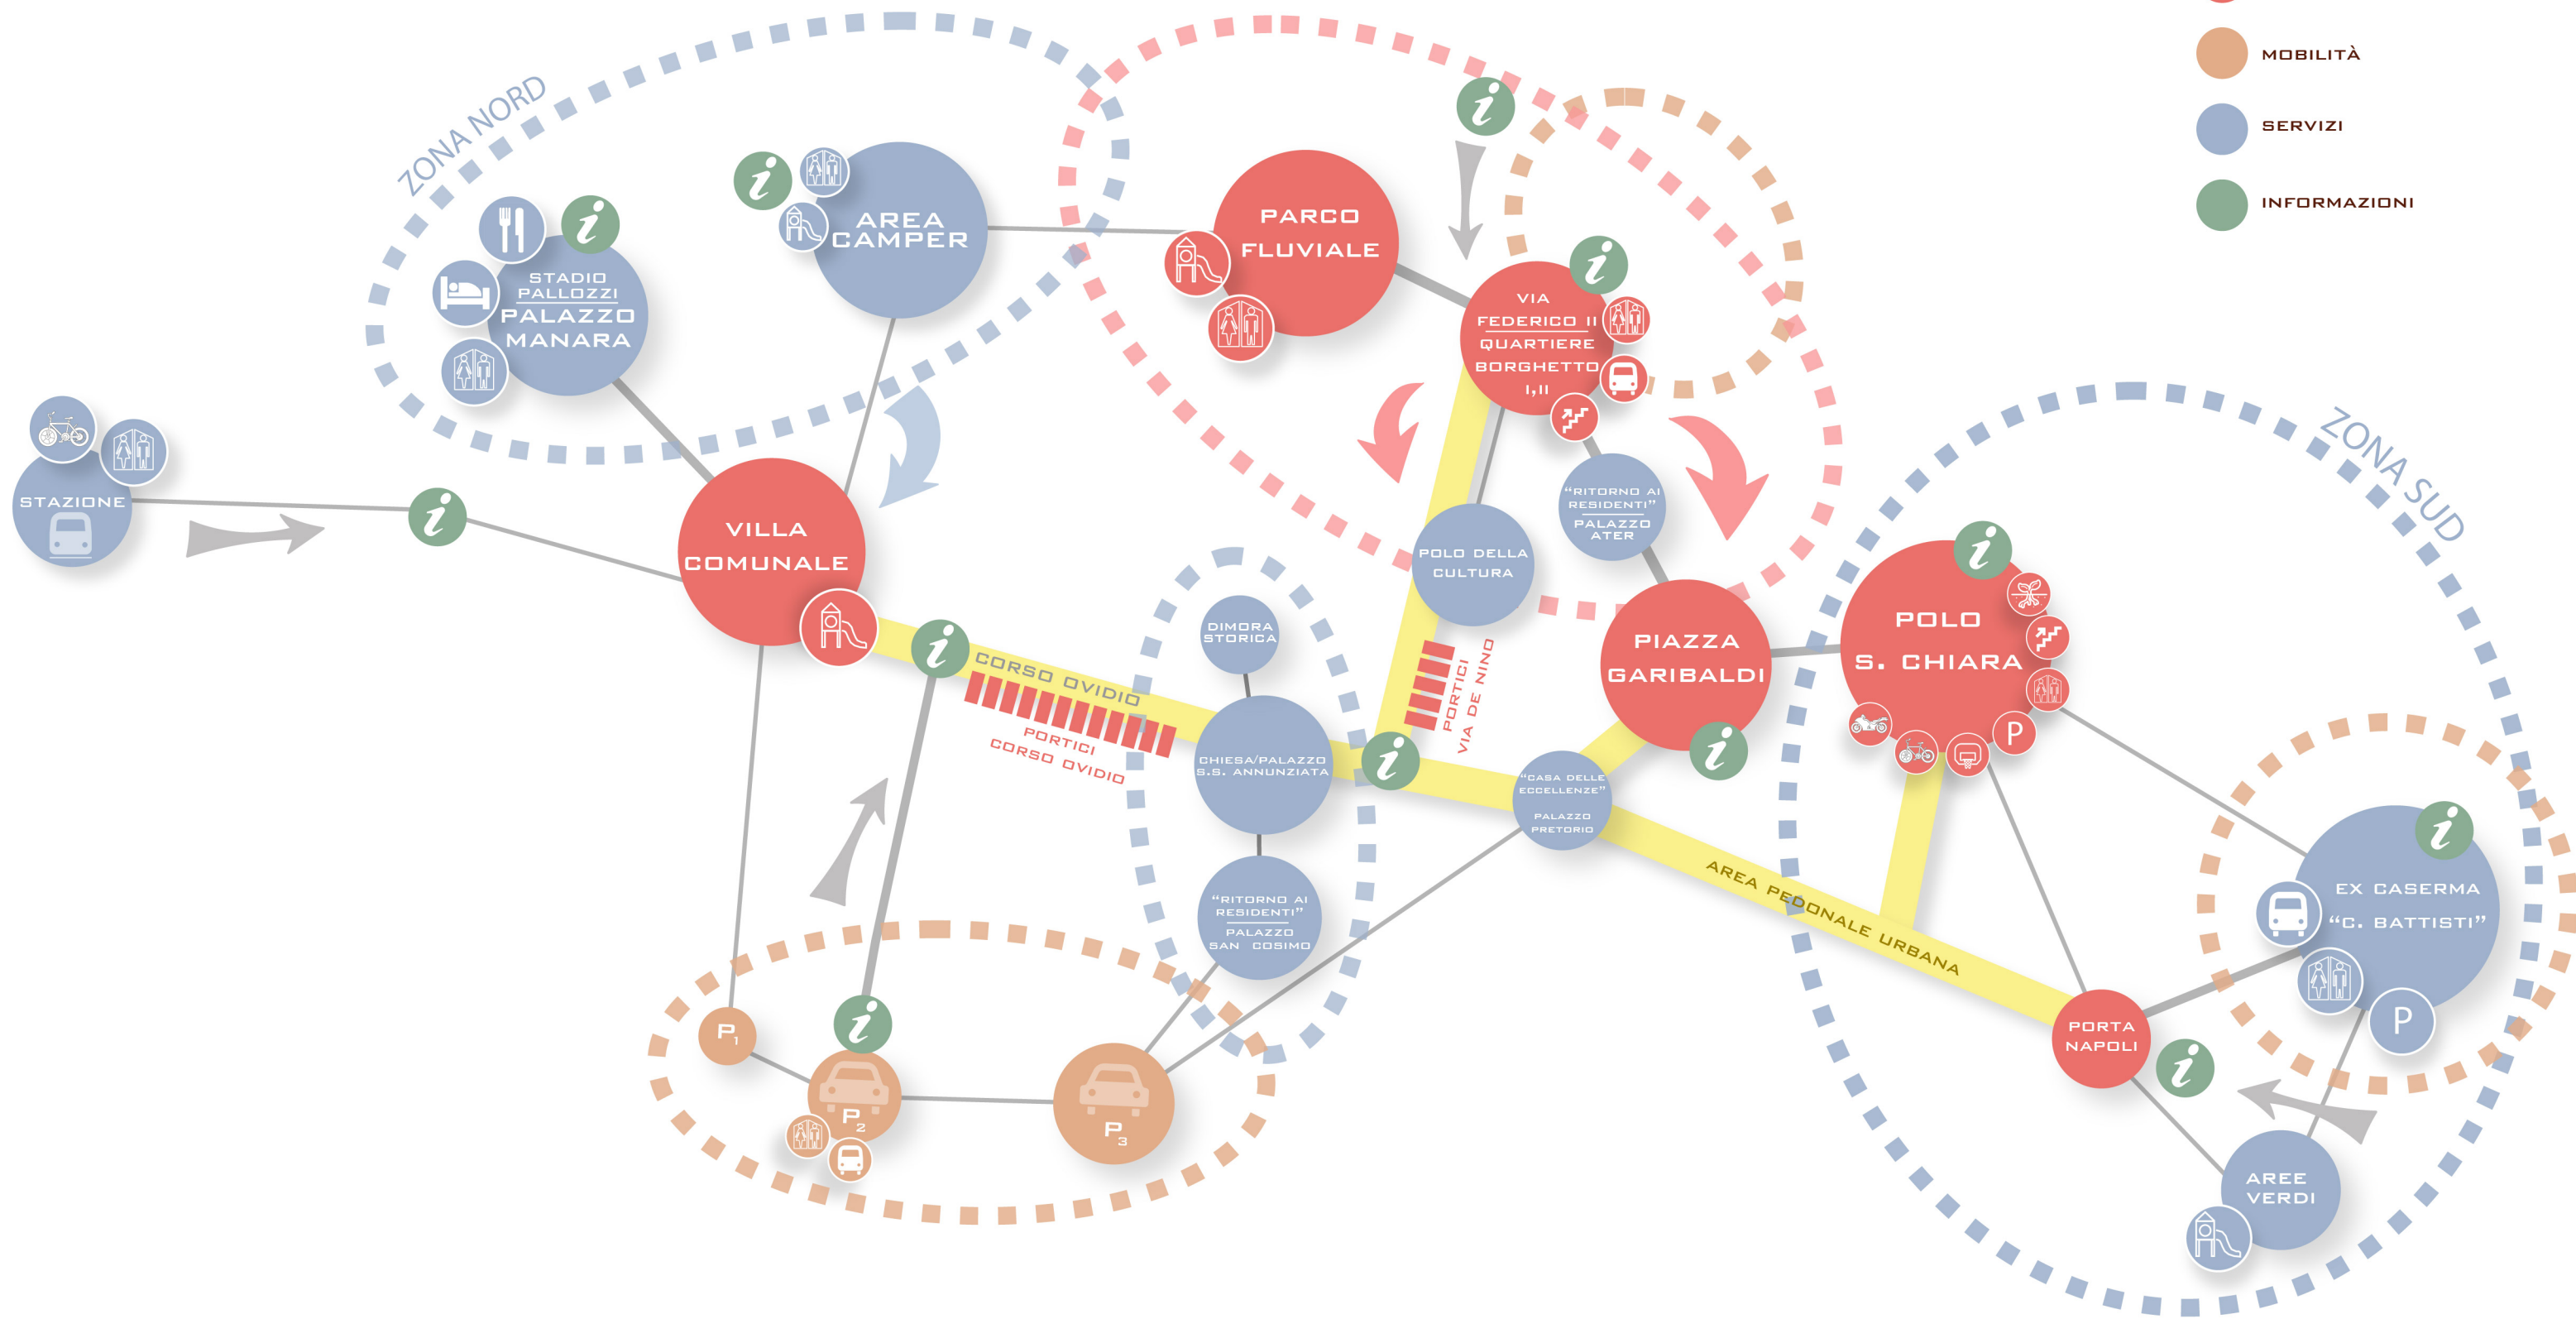 MOBILITÀ
SERVIZI
INFORMAZIONI
ZONA NORD
STADIO
PALLOZZI
PALAZZO
MANARA
AREA
CAMPER
PARCO
FLUVIALE
VIA
FEDERICO II
QUARTIERE
BORGHETTO
I,II
STAZIONE
VILLA
COMUNALE
"RITORNO AI
RESIDENTI"
PALAZZO
ATER
POLO DELLA
CULTURA
PIAZZA
GARIBALDI
ZONA SUD
POLO
S. CHIARA
P
DIMORA
STORICA
CORSO OVIDIO
PORTICI
CORSO OVIDIO
PORTICI
VIA DE NINO
CHIESA/PALAZZO
S.S. ANNUNZIATA
"CASA DELLE
ECCELLENZE"
PALAZZO
PRETORIO
"RITORNO AI
RESIDENTI"
PALAZZO
SAN COSIMO
AREA PEDONALE URBANA
EX CASERMA
"C. BATTISTI"
P
PORTA
NAPOLI
AREE
VERDI
P1
P2
P3
i
i
i
i
i
i
i
i
i
i
i
i
i